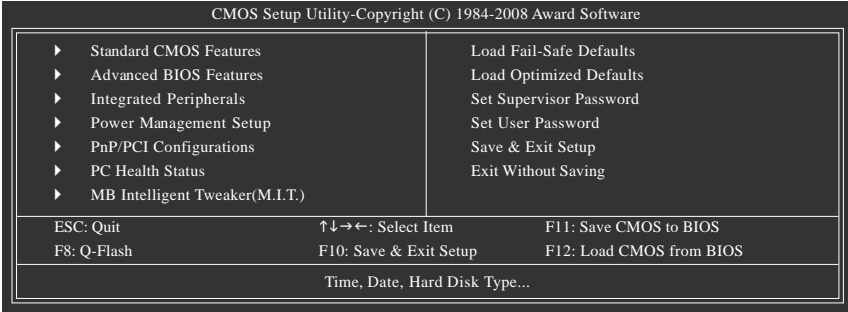 CMOS Setup Utility-Copyright (C) 1984-2008 Award Software
Standard CMOS Features
Advanced BIOS Features
Integrated Peripherals
Power Management Setup
PnP/PCI Configurations
PC Health Status
MB Intelligent Tweaker(M.I.T.)
Load Fail-Safe Defaults
Load Optimized Defaults
Set Supervisor Password
Set User Password
Save & Exit Setup
Exit Without Saving
ESC: Quit ↑↓→←: Select Item F11: Save CMOS to BIOS
F8: Q-Flash F10: Save & Exit Setup F12: Load CMOS from BIOS
Time, Date, Hard Disk Type...